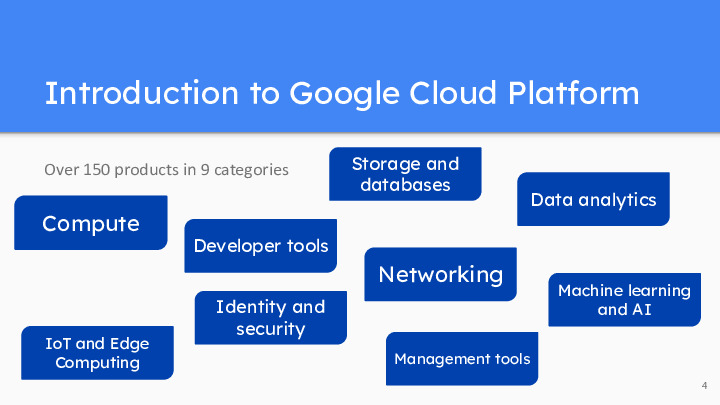 Introduction to Google Cloud Platform
Over 150 products in 9 categories
Storage and
databases
Data analytics
Compute
Developer tools
Networking
Machine learning
and AI
Identity and
security
IoT and Edge
Computing
Management tools
4